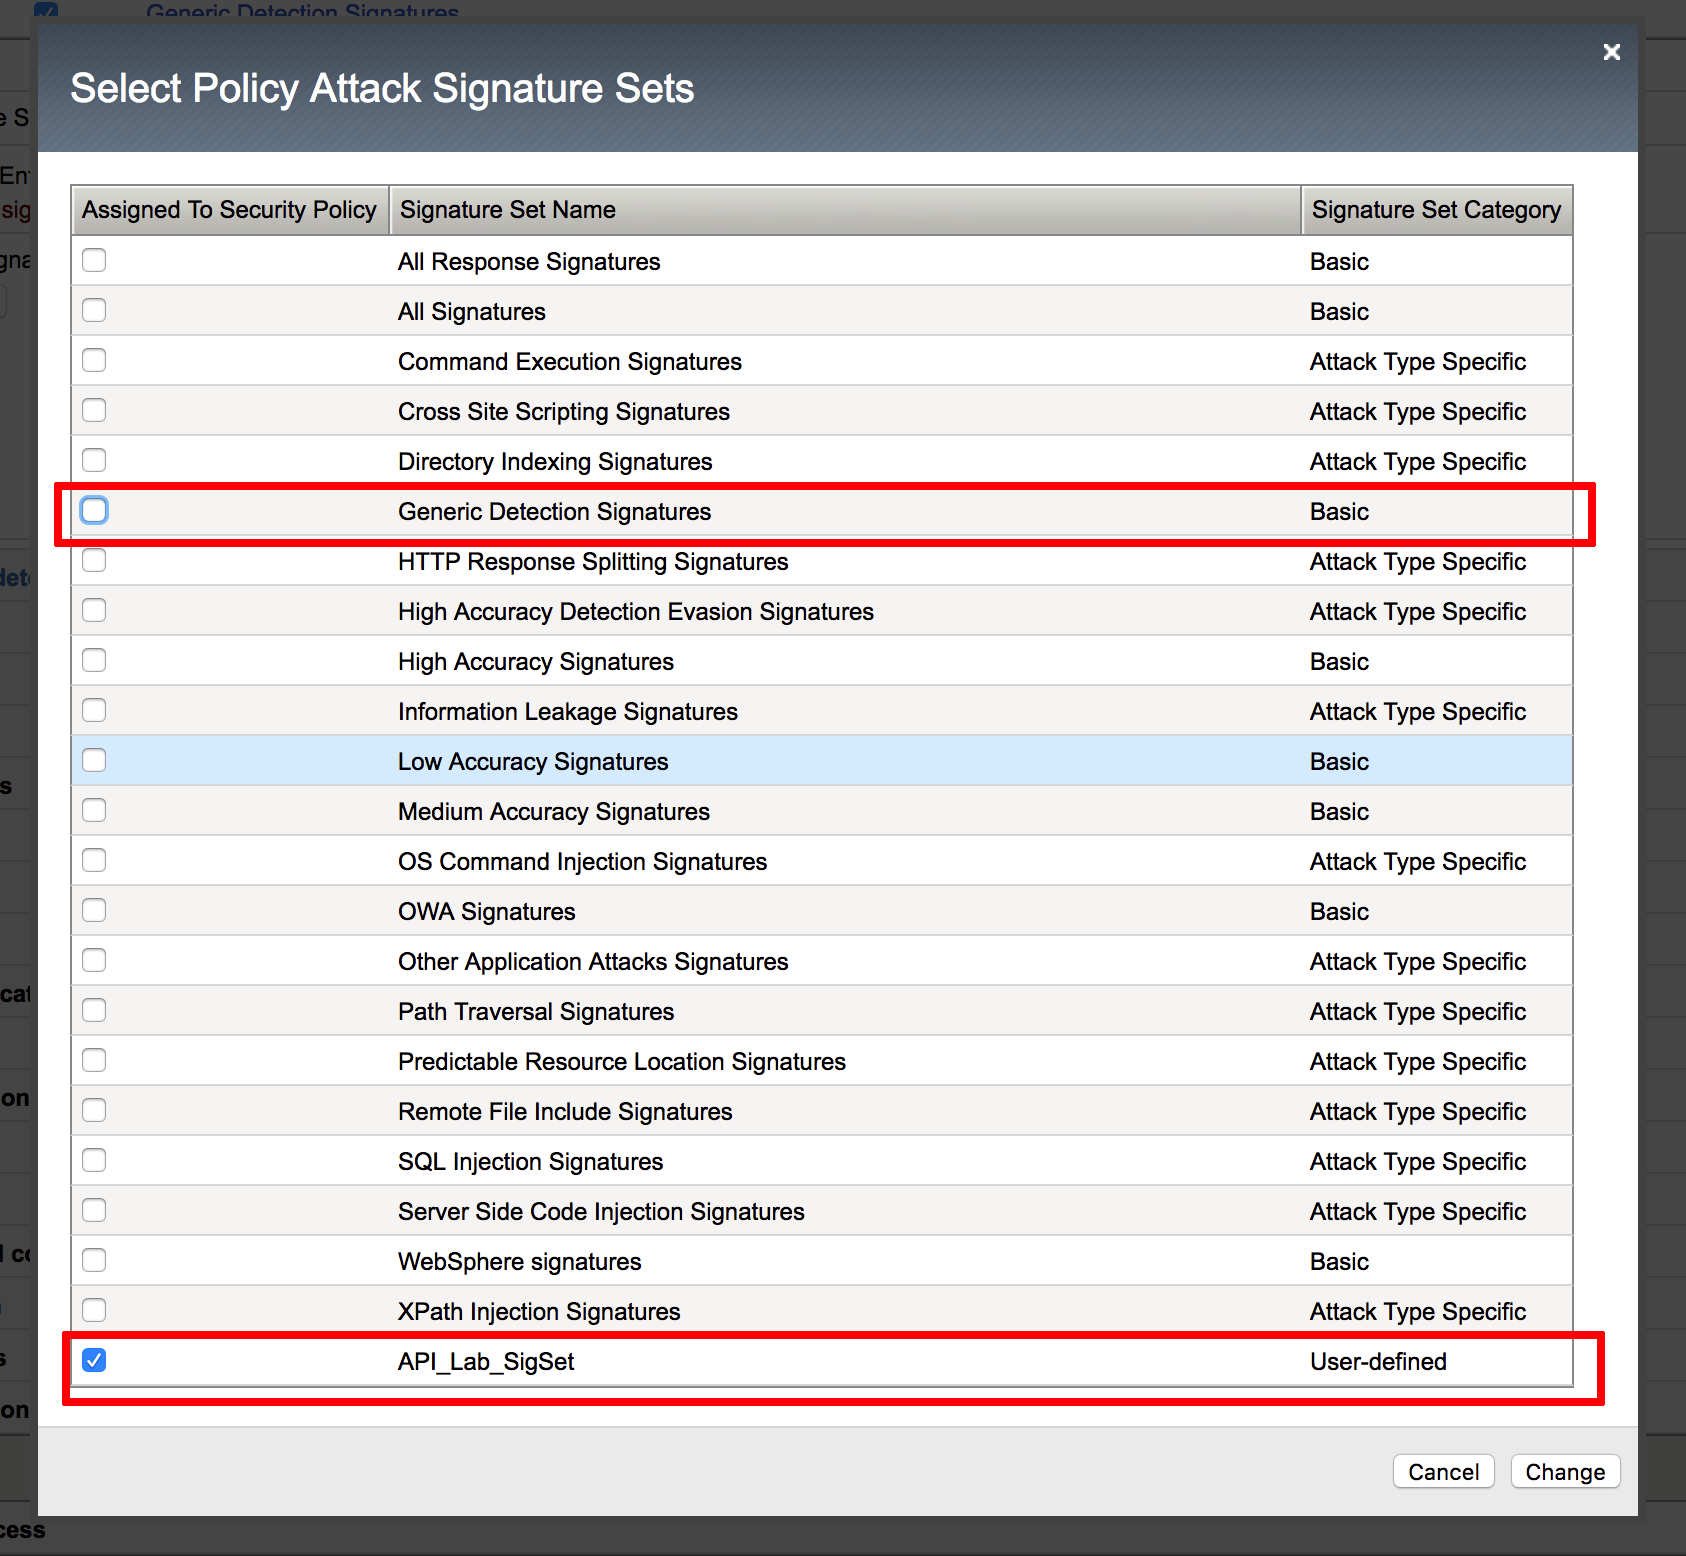 Generic Detection Signatures
Select Policy Attack Signature Sets
Assigned To Security Policy Signature Set Name Signature Set Category
All Response Signatures Basic
All Signatures Basic
Command Execution Signatures Attack Type Specific
Cross Site Scripting Signatures Attack Type Specific
Directory Indexing Signatures Attack Type Specific
Generic Detection Signatures Basic
HTTP Response Splitting Signatures Attack Type Specific
High Accuracy Detection Evasion Signatures Attack Type Specific
High Accuracy Signatures Basic
Information Leakage Signatures Attack Type Specific
Low Accuracy Signatures Basic
Medium Accuracy Signatures Basic
OS Command Injection Signatures Attack Type Specific
OWA Signatures Basic
Other Application Attacks Signatures Attack Type Specific
Path Traversal Signatures Attack Type Specific
Predictable Resource Location Signatures Attack Type Specific
Remote File Include Signatures Attack Type Specific
SQL Injection Signatures Attack Type Specific
Server Side Code Injection Signatures Attack Type Specific
WebSphere signatures Basic
XPath Injection Signatures Attack Type Specific
API_Lab_SigSet User-defined
Cancel Change
cess